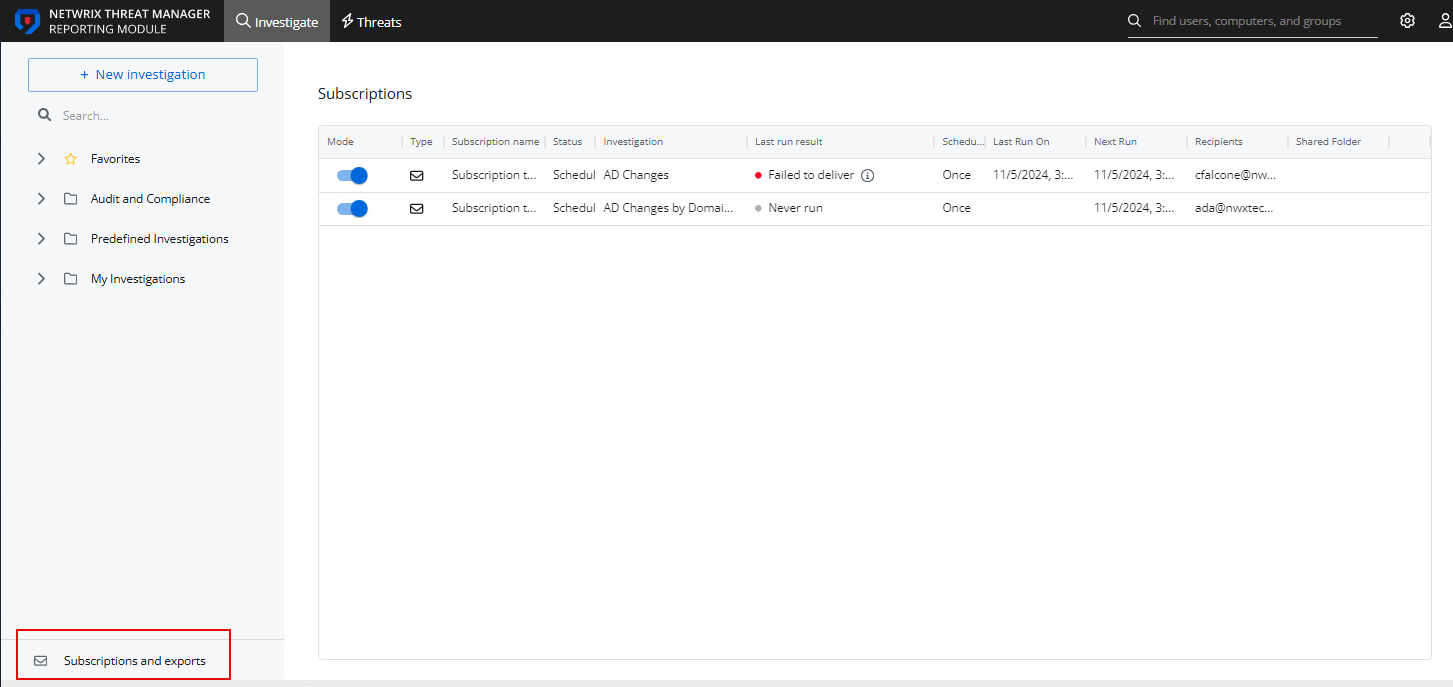 NETWRIX THREAT MANAGER
REPORTING MODULE
Investigate
Threats
Find users, computers, and groups
+ New investigation
Search...
Favorites
Audit and Compliance
Predefined Investigations
My Investigations
Subscriptions and exports
Subscriptions
Mode Type Subscription name Status Investigation Last run result Schedu... Last Run On Next Run Recipients Shared Folder
Subscription t... Schedul AD Changes Failed to deliver Once 11/5/2024, 3:... 11/5/2024, 3:... cfalcone@nw...
Subscription t... Schedul AD Changes by Domai... Never run Once 11/5/2024, 3:... ada@nwxtec...